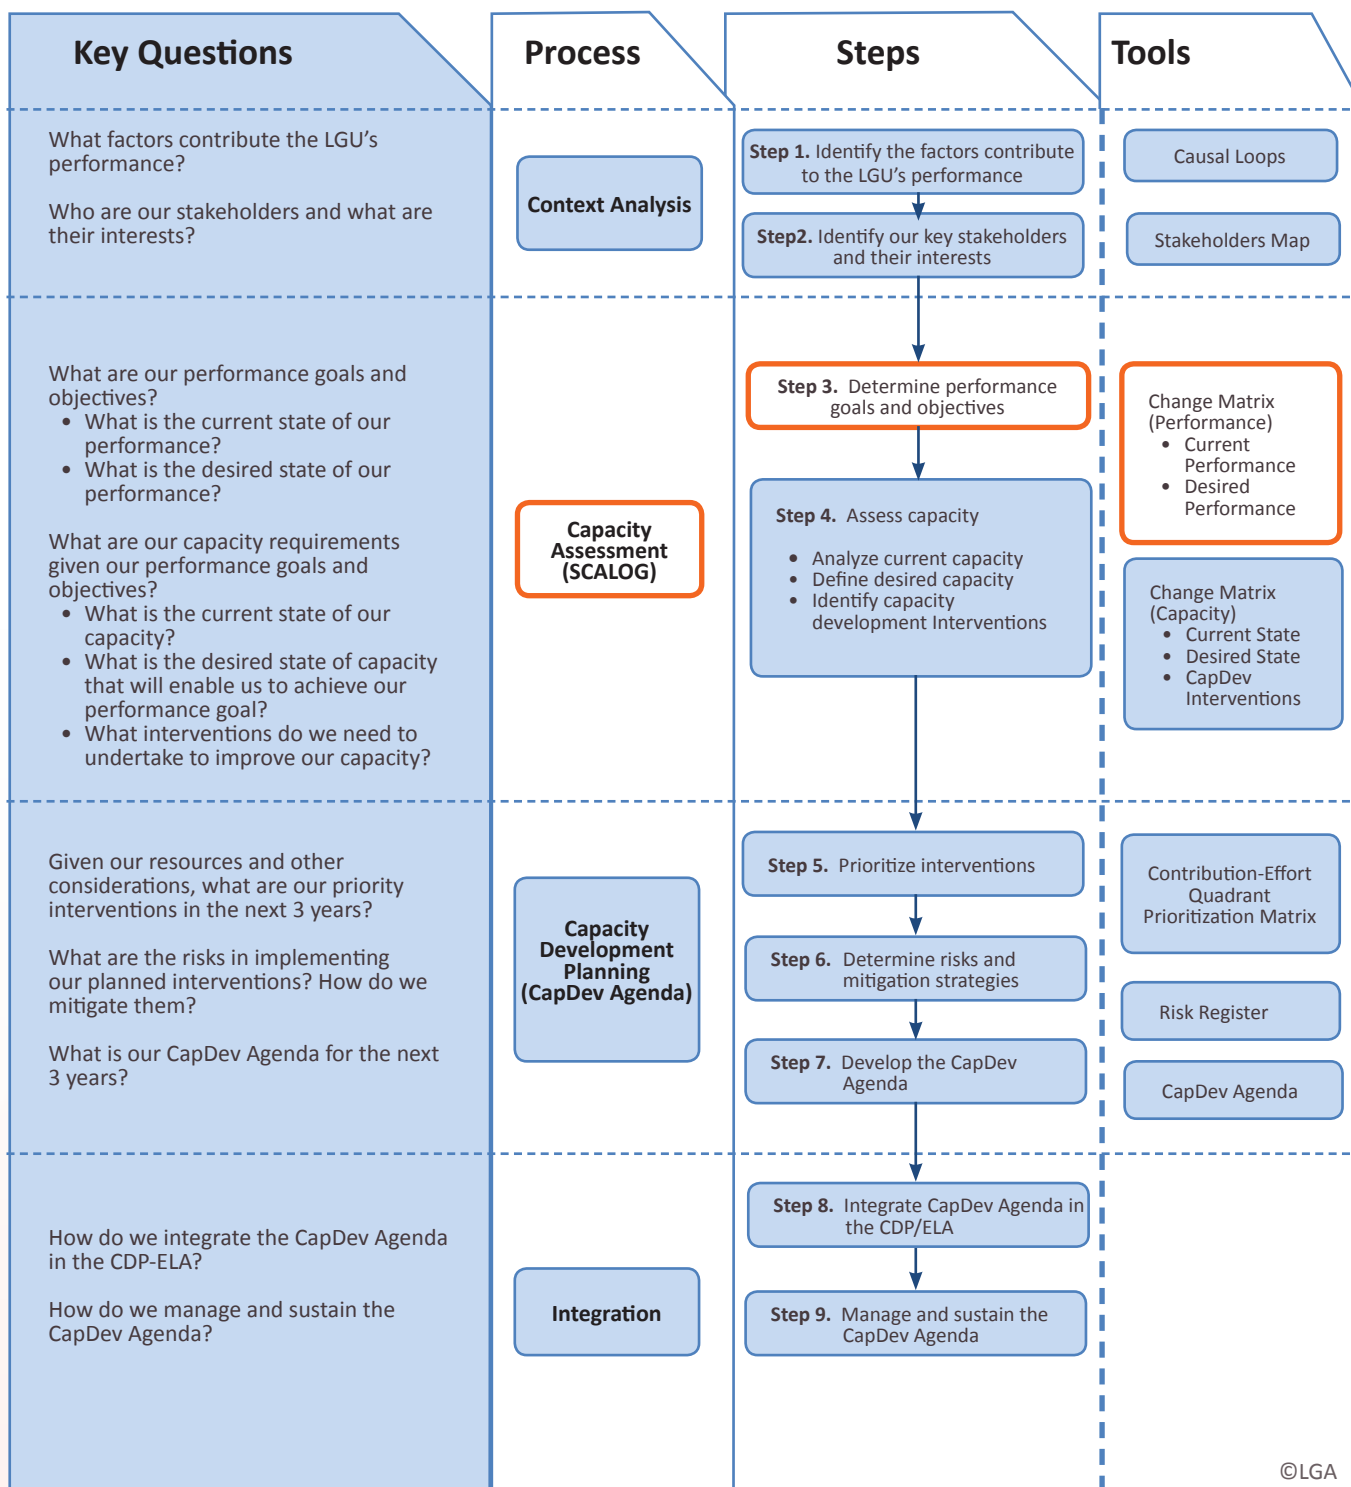 Key Questions
Process
Steps
Tools
What factors contribute the LGU's
performance?
Who are our stakeholders and what are
their interests?
Context Analysis
Step 1. Identify the factors contribute
to the LGU's performance
Step2. Identify our key stakeholders
and their interests
Causal Loops
Stakeholders Map
What are our performance goals and
objectives?
• What is the current state of our
performance?
• What is the desired state of our
performance?
What are our capacity requirements
given our performance goals and
objectives?
• What is the current state of our
capacity?
• What is the desired state of capacity
that will enable us to achieve our
performance goal?
• What interventions do we need to
undertake to improve our capacity?
Capacity
Assessment
(SCALOG)
Step 3. Determine performance
goals and objectives
Step 4. Assess capacity
• Analyze current capacity
• Define desired capacity
• Identify capacity
development Interventions
Change Matrix
(Performance)
• Current
Performance
• Desired
Performance
Change Matrix
(Capacity)
• Current State
• Desired State
• CapDev
Interventions
Given our resources and other
considerations, what are our priority
interventions in the next 3 years?
What are the risks in implementing
our planned interventions? How do we
mitigate them?
What is our CapDev Agenda for the next
3 years?
Capacity
Development
Planning
(CapDev Agenda)
Step 5. Prioritize interventions
Step 6. Determine risks and
mitigation strategies
Step 7. Develop the CapDev
Agenda
Contribution-Effort
Quadrant
Prioritization Matrix
Risk Register
CapDev Agenda
How do we integrate the CapDev Agenda
in the CDP-ELA?
How do we manage and sustain the
CapDev Agenda?
Integration
Step 8. Integrate CapDev Agenda in
the CDP/ELA
Step 9. Manage and sustain the
CapDev Agenda
©LGA